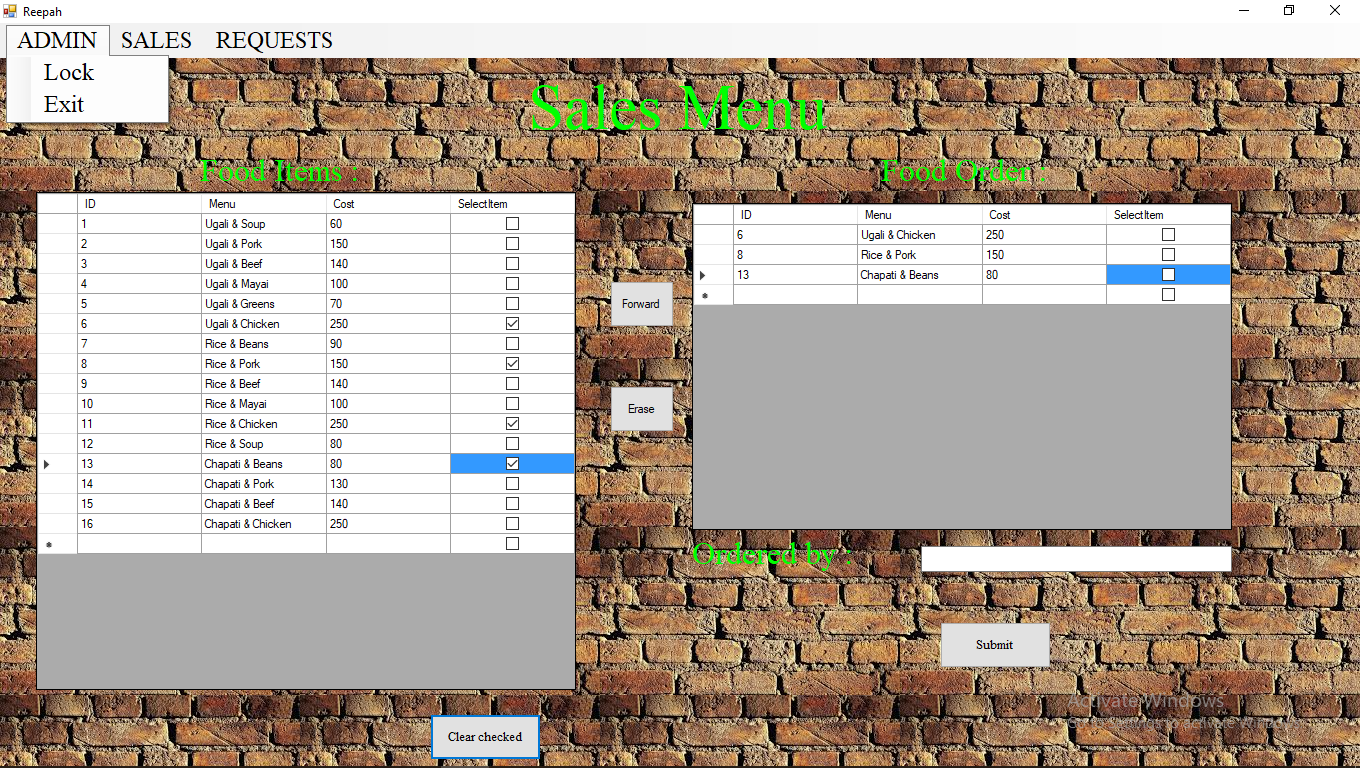 Reepah
ADMIN SALES REQUESTS
Lock
Exit
Sales Menu
Food Items :
ID Menu Cost SelectItem
1 Ugali & Soup 60
2 Ugali & Pork 150
3 Ugali & Beef 140
4 Ugali & Mayai 100
5 Ugali & Greens 70
6 Ugali & Chicken 250
7 Rice & Beans 90
8 Rice & Pork 150
9 Rice & Beef 140
10 Rice & Mayai 100
11 Rice & Chicken 250
12 Rice & Soup 80
13 Chapati & Beans 80
14 Chapati & Pork 130
15 Chapati & Beef 140
16 Chapati & Chicken 250
Forward
Erase
Food Order :
ID Menu Cost SelectItem
6 Ugali & Chicken 250
8 Rice & Pork 150
13 Chapati & Beans 80
Ordered by :
Submit
Clear checked
Activate Windows